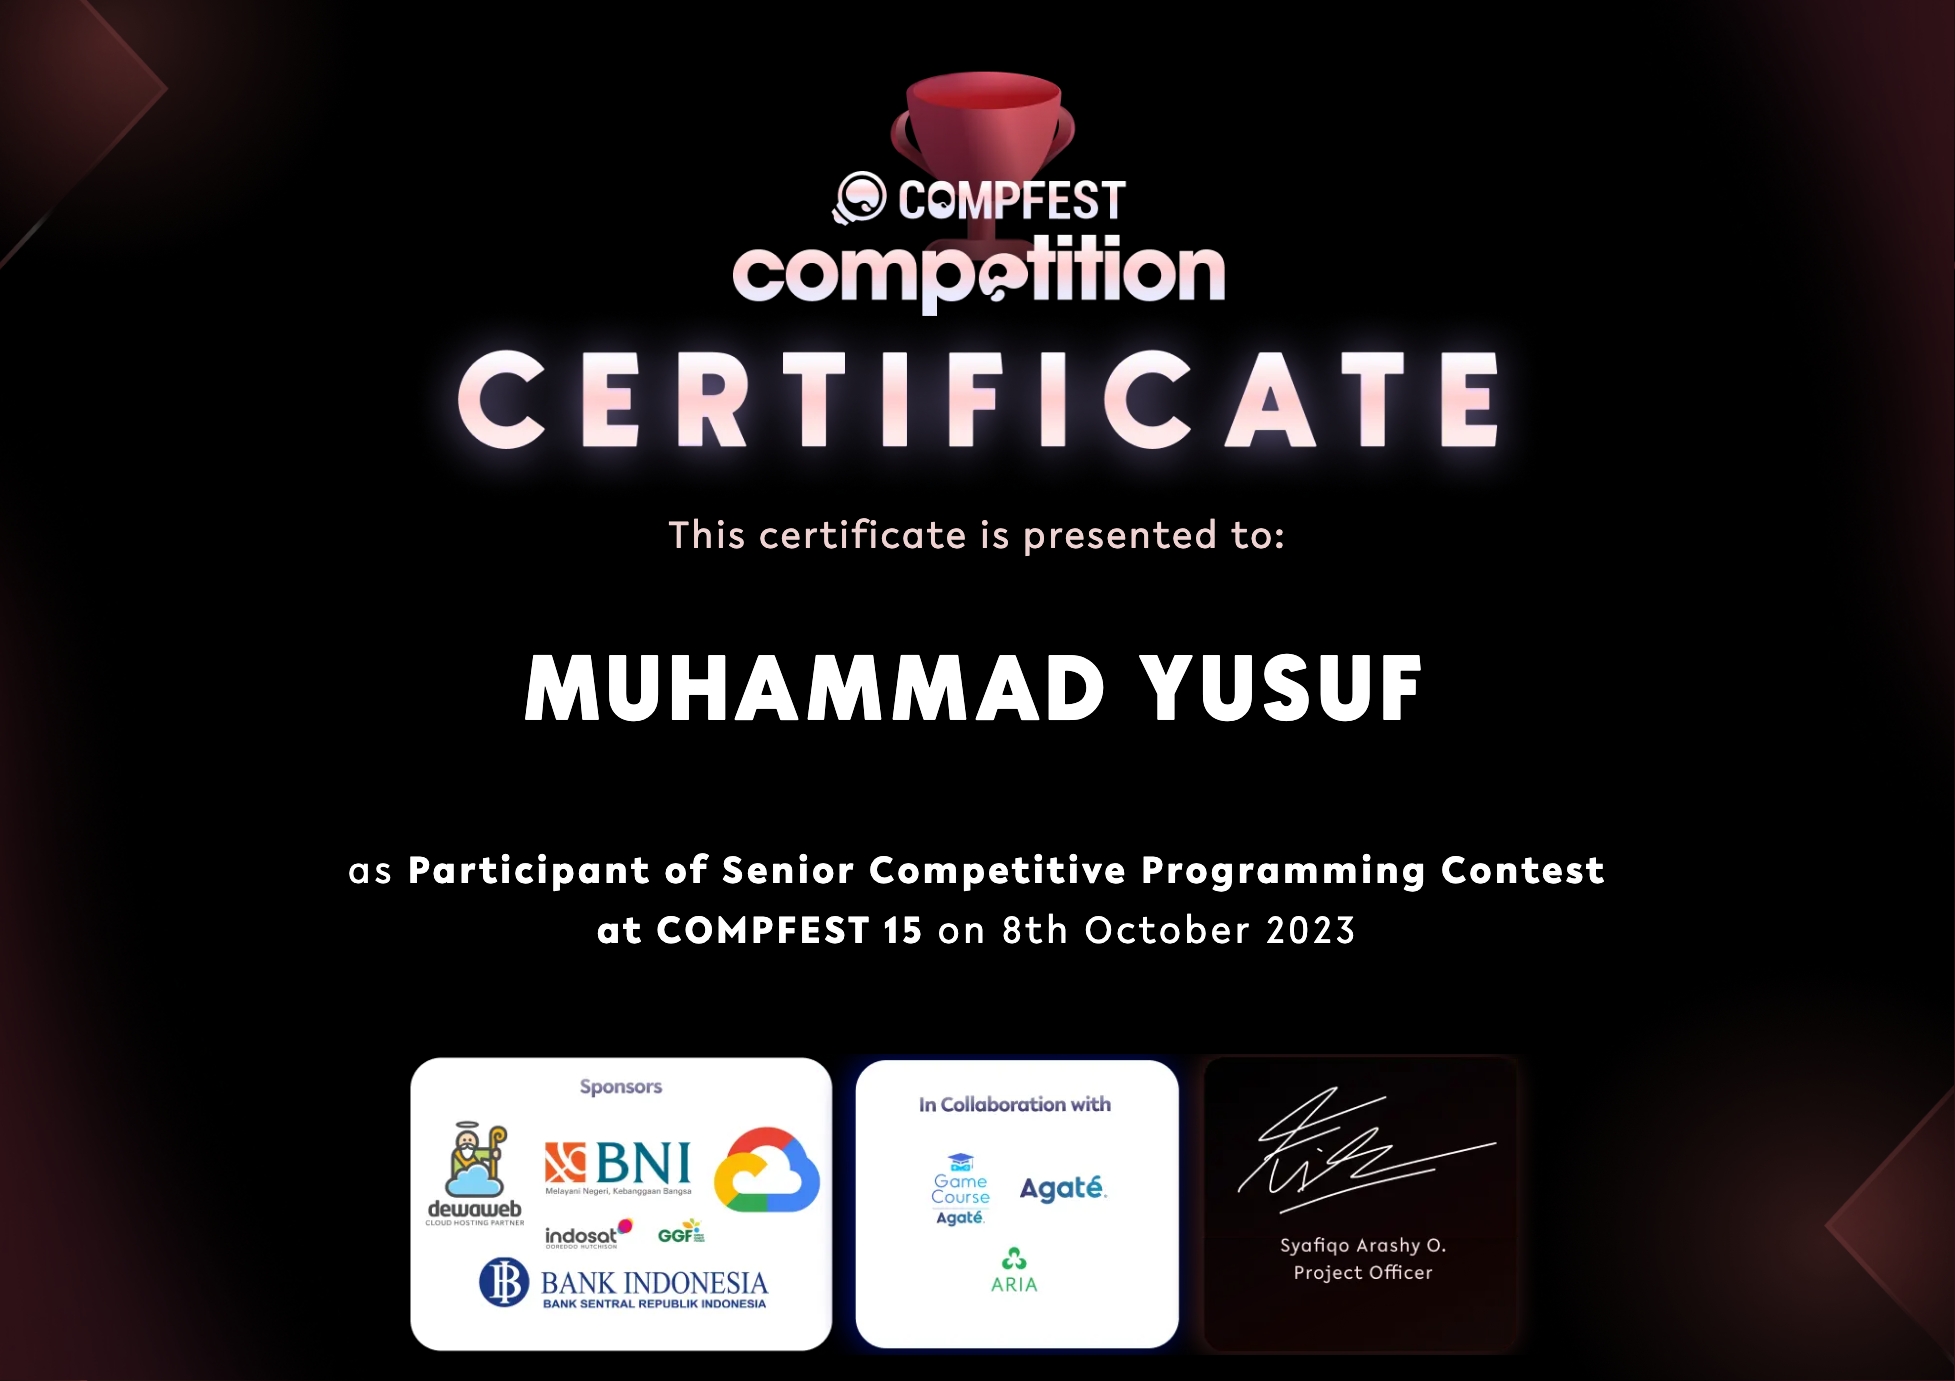 COMPFEST
competition
CERTIFICATE
This certificate is presented to:
MUHAMMAD YUSUF
as Participant of Senior Competitive Programming Contest
at COMPFEST 15 on 8th October 2023
Sponsors
dewaweb
CLOUD HOSTING PARTNER
BNI
Melayani Negeri, Kebanggaan Bangsa
indosat
OOREDOO HUTCHISON
GGF
BANK INDONESIA
BANK SENTRAL REPUBLIK INDONESIA
In Collaboration with
Game
Course
Agaté.
Agaté.
ARIA
Syafiqo Arashy O.
Project Officer